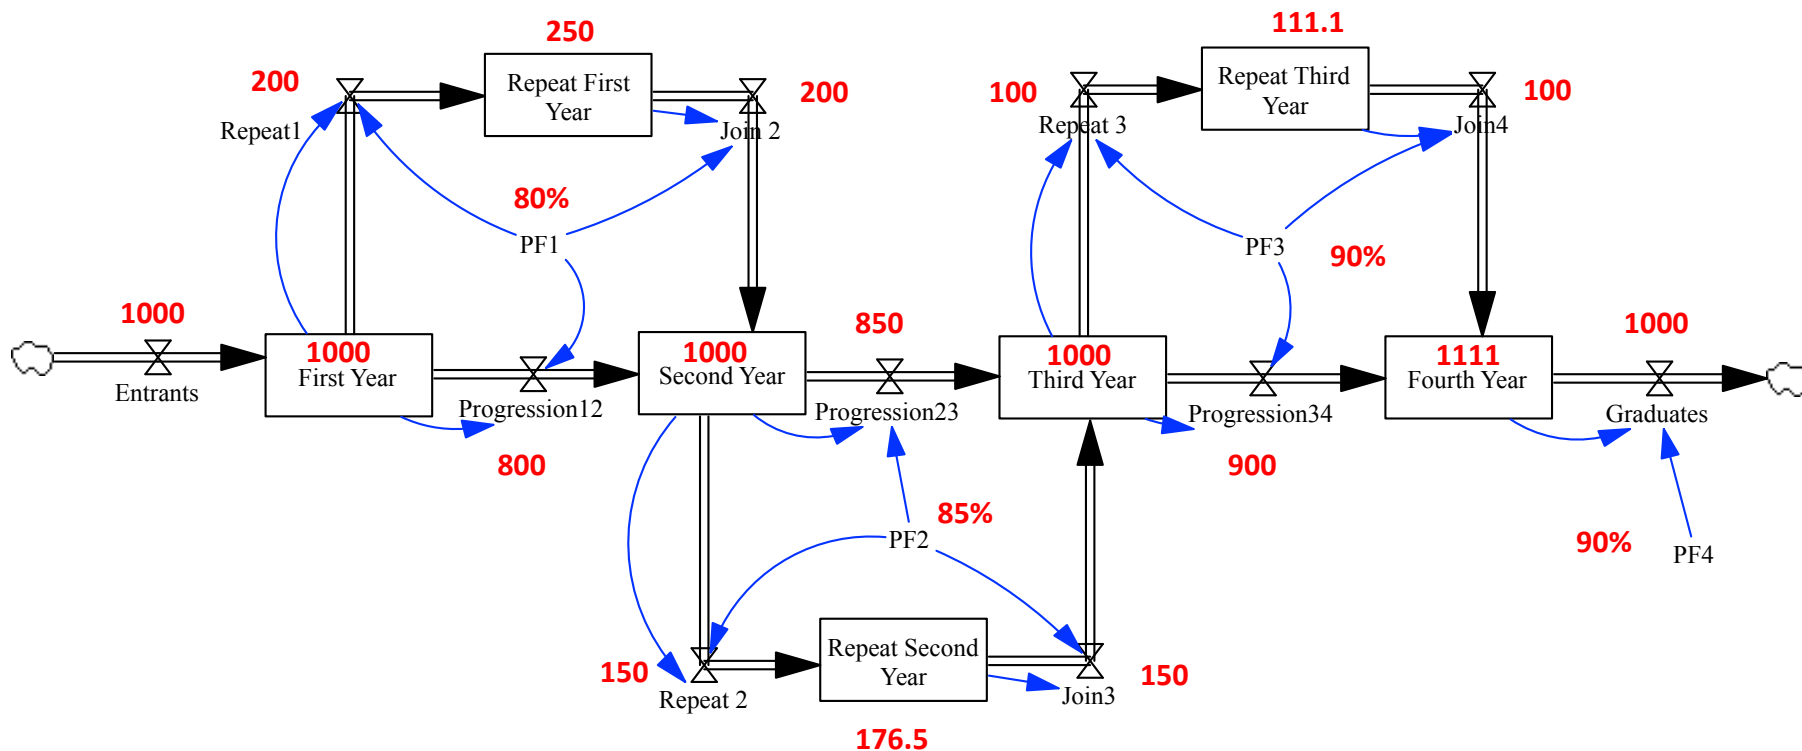 250
111.1
200
Repeat First
Year
200
100
Repeat Third
Year
100
Repeat1
Join 2
Repeat 3
Join4
80%
PF1
PF3
90%
1000
Entrants
1000
First Year
Progression12
800
1000
Second Year
850
Progression23
1000
Third Year
Progression34
900
1111
Fourth Year
1000
Graduates
85%
PF2
90%
PF4
150
Repeat 2
Repeat Second
Year
Join3
150
176.5